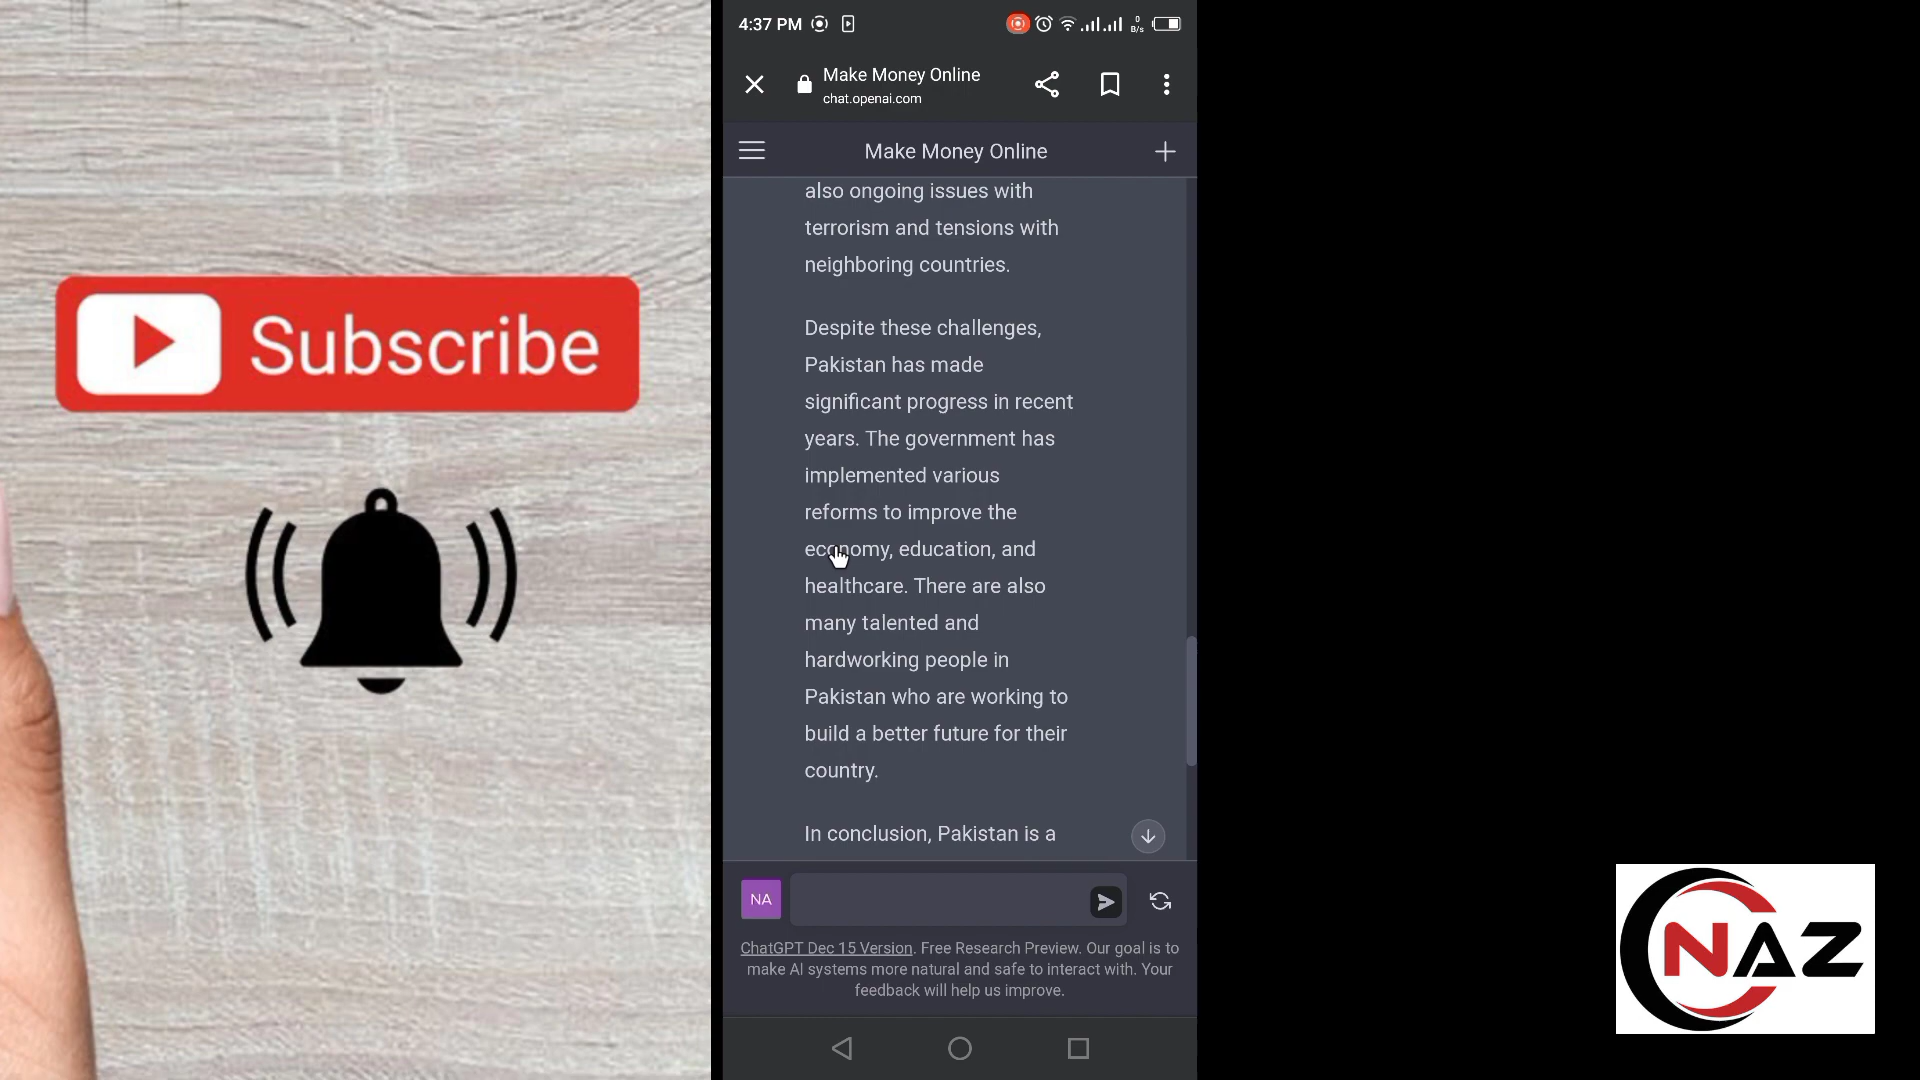 Subscribe
4:37 PM
0
B/s
Make Money Online
chat.openai.com
Make Money Online
also ongoing issues with
terrorism and tensions with
neighboring countries.
Despite these challenges,
Pakistan has made
significant progress in recent
years. The government has
implemented various
reforms to improve the
economy, education, and
healthcare. There are also
many talented and
hardworking people in
Pakistan who are working to
build a better future for their
country.
In conclusion, Pakistan is a
NA
ChatGPT Dec 15 Version. Free Research Preview. Our goal is to
make AI systems more natural and safe to interact with. Your
feedback will help us improve.
NAZ